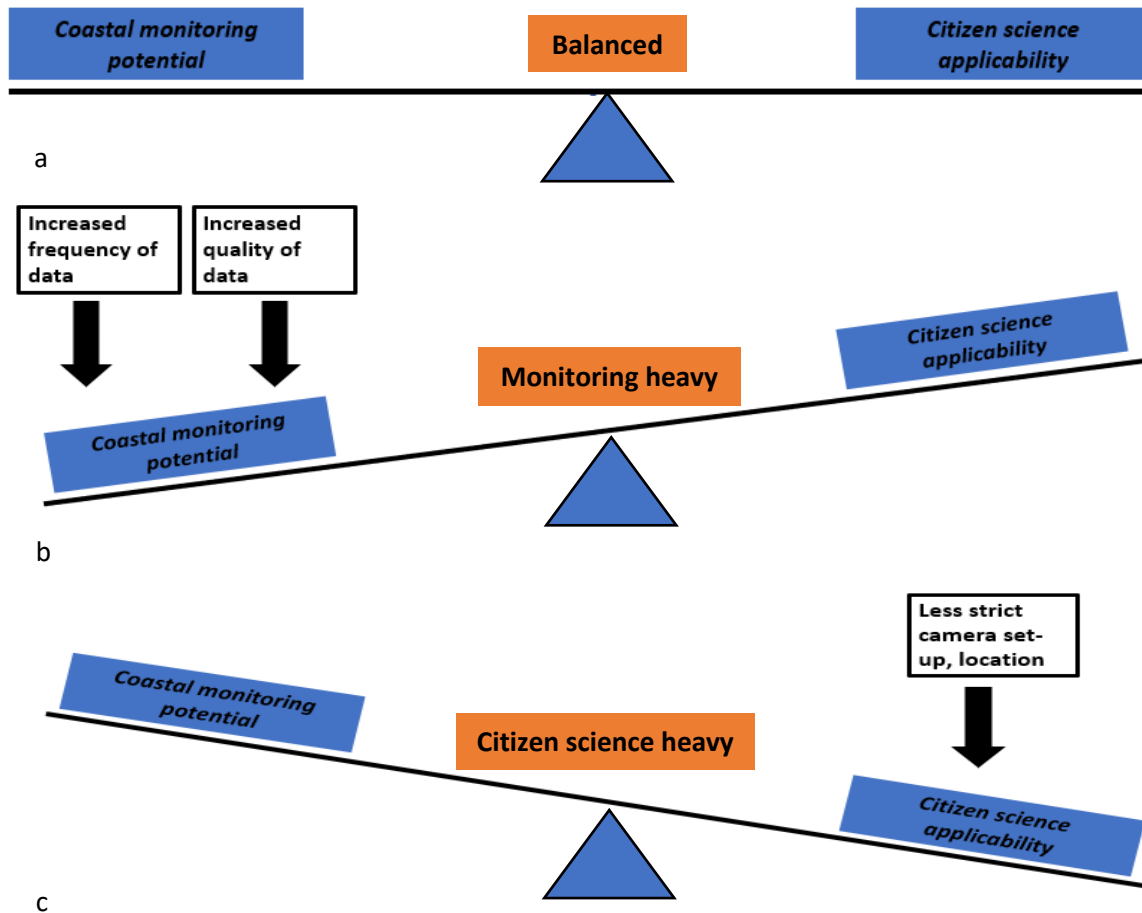 Coastal monitoring
potential
Balanced
Citizen science
applicability
a
Increased
frequency of
data
Increased
quality of
data
Citizen science
applicability
Monitoring heavy
Coastal monitoring
potential
b
Less strict
camera set-
up, location
Coastal monitoring
potential
Citizen science heavy
Citizen science
applicability
c